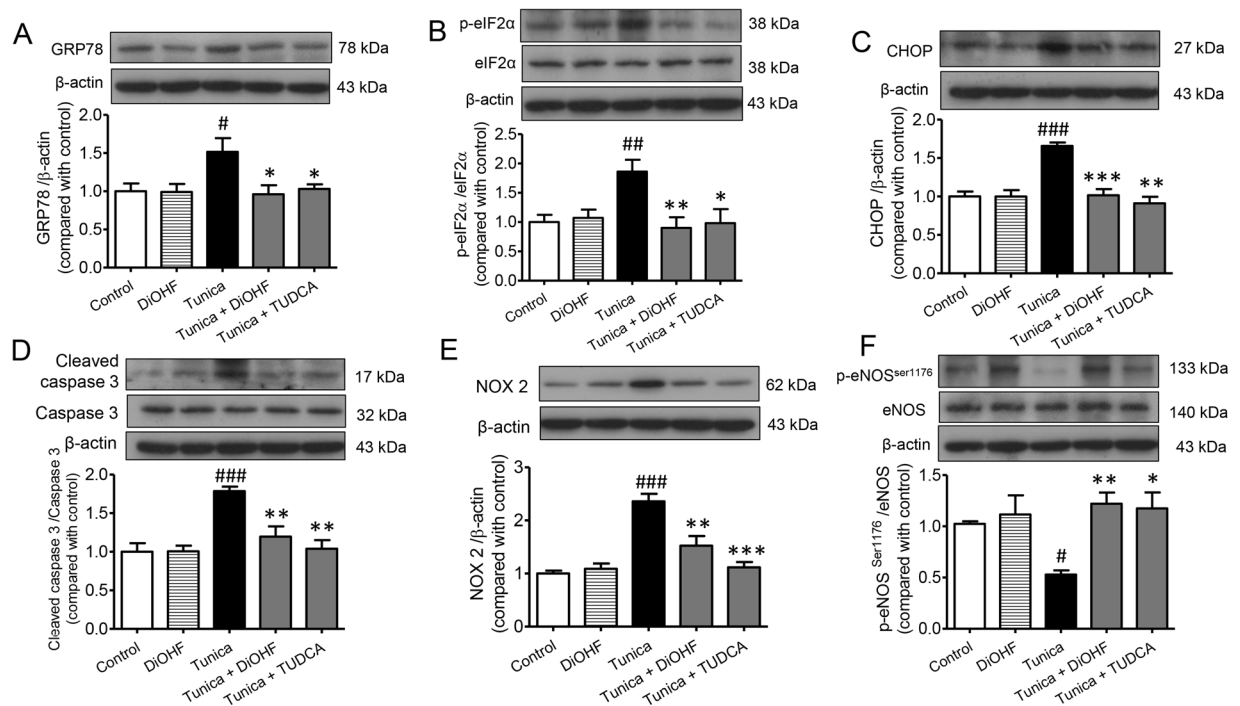 A
GRP78
78 kDa
β-actin
43 kDa
GRP78 /β-actin
(compared with control)
2.0
1.5
1.0
0.5
0.0
#
*
*
Control
DiOHF
Tunica
Tunica + DiOHF
Tunica + TUDCA
B
p-eIF2α
38 kDa
eIF2α
38 kDa
β-actin
43 kDa
p-eIF2α /eIF2α
(compared with control)
2.5
2.0
1.5
1.0
0.5
0.0
##
**
*
Control
DiOHF
Tunica
Tunica + DiOHF
Tunica + TUDCA
C
CHOP
27 kDa
β-actin
43 kDa
CHOP /β-actin
(compared with control)
2.0
1.5
1.0
0.5
0.0
###
***
**
Control
DiOHF
Tunica
Tunica + DiOHF
Tunica + TUDCA
D
Cleaved
caspase 3
17 kDa
Caspase 3
32 kDa
β-actin
43 kDa
Cleaved caspase 3 /Caspase 3
(compared with control)
2.0
1.5
1.0
0.5
0.0
###
**
**
Control
DiOHF
Tunica
Tunica + DiOHF
Tunica + TUDCA
E
NOX 2
62 kDa
β-actin
43 kDa
NOX 2 /β-actin
(compared with control)
3
2
1
0
###
**
***
Control
DiOHF
Tunica
Tunica + DiOHF
Tunica + TUDCA
F
p-eNOSser1176
133 kDa
eNOS
140 kDa
β-actin
43 kDa
p-eNOS Ser1176 /eNOS
(compared with control)
1.5
1.0
0.5
0.0
#
**
*
Control
DiOHF
Tunica
Tunica + DiOHF
Tunica + TUDCA